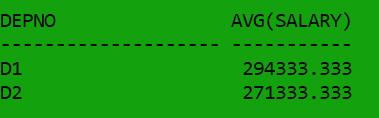 DEPNO                AVG(SALARY)
-------------------- -----------
D1                    294333.333
D2                    271333.333